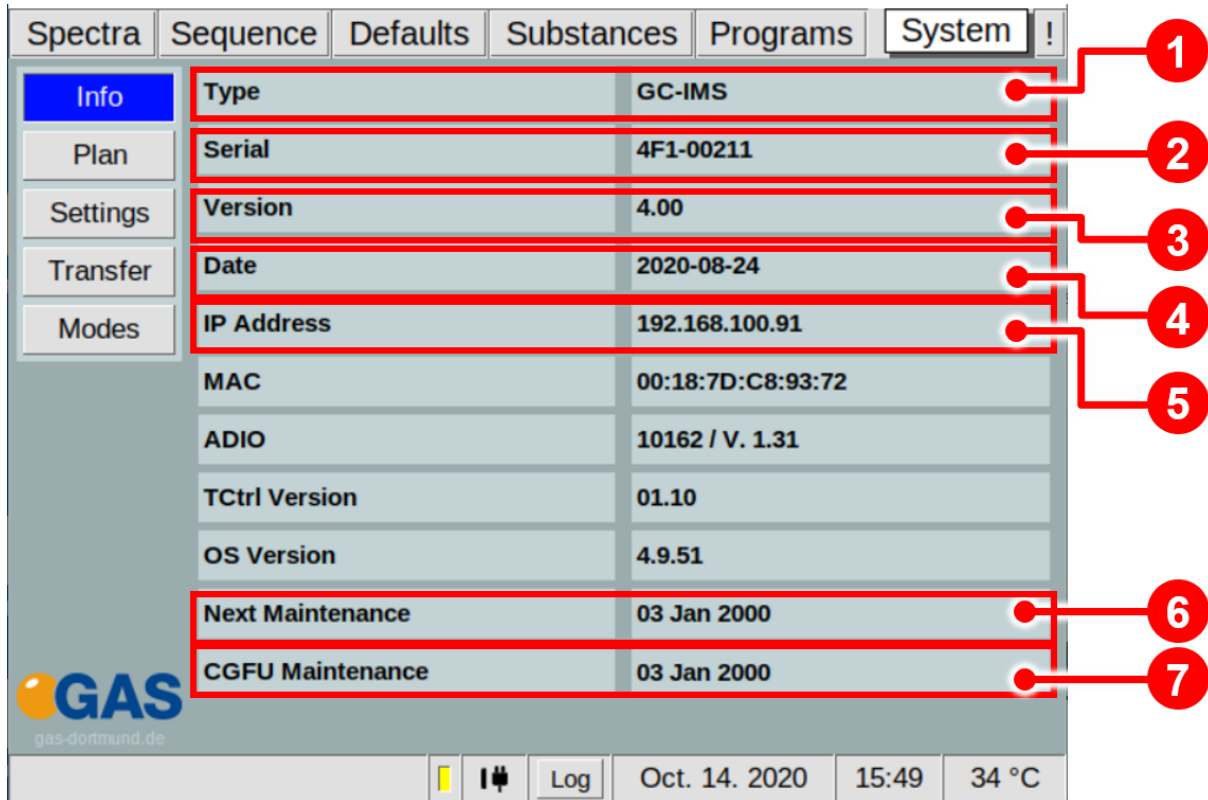 Spectra Sequence Defaults Substances Programs System !
Info
Plan
Settings
Transfer
Modes
Type GC-IMS 1
Serial 4F1-00211 2
Version 4.00 3
Date 2020-08-24 4
IP Address 192.168.100.91 5
MAC 00:18:7D:C8:93:72
ADIO 10162 / V. 1.31
TCtrl Version 01.10
OS Version 4.9.51
Next Maintenance 03 Jan 2000 6
CGFU Maintenance 03 Jan 2000 7
GAS
gas-dortmund.de
Log Oct. 14. 2020 15:49 34 °C